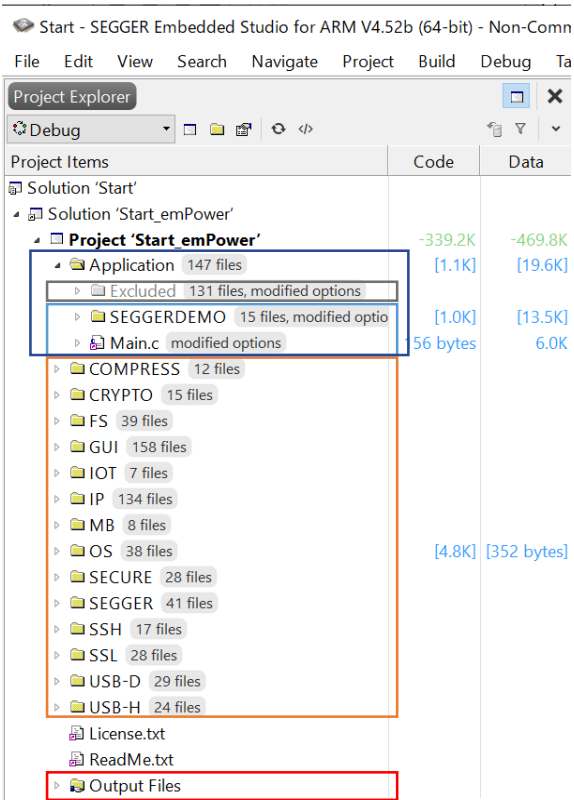 Start - SEGGER Embedded Studio for ARM V4.52b (64-bit) - Non-Comm
File Edit View Search Navigate Project Build Debug Ta
Project Explorer
Debug
Project Items Code Data
Solution 'Start'
Solution 'Start_emPower'
Project 'Start_emPower' -339.2K -469.8K
Application 147 files [1.1K] [19.6K]
Excluded 131 files, modified options
SEGGERDEMO 15 files, modified optio [1.0K] [13.5K]
Main.c modified options 56 bytes 6.0K
COMPRESS 12 files
CRYPTO 15 files
FS 39 files
GUI 158 files
IOT 7 files
IP 134 files
MB 8 files
OS 38 files [4.8K] [352 bytes]
SECURE 28 files
SEGGER 41 files
SSH 17 files
SSL 28 files
USB-D 29 files
USB-H 24 files
License.txt
ReadMe.txt
Output Files